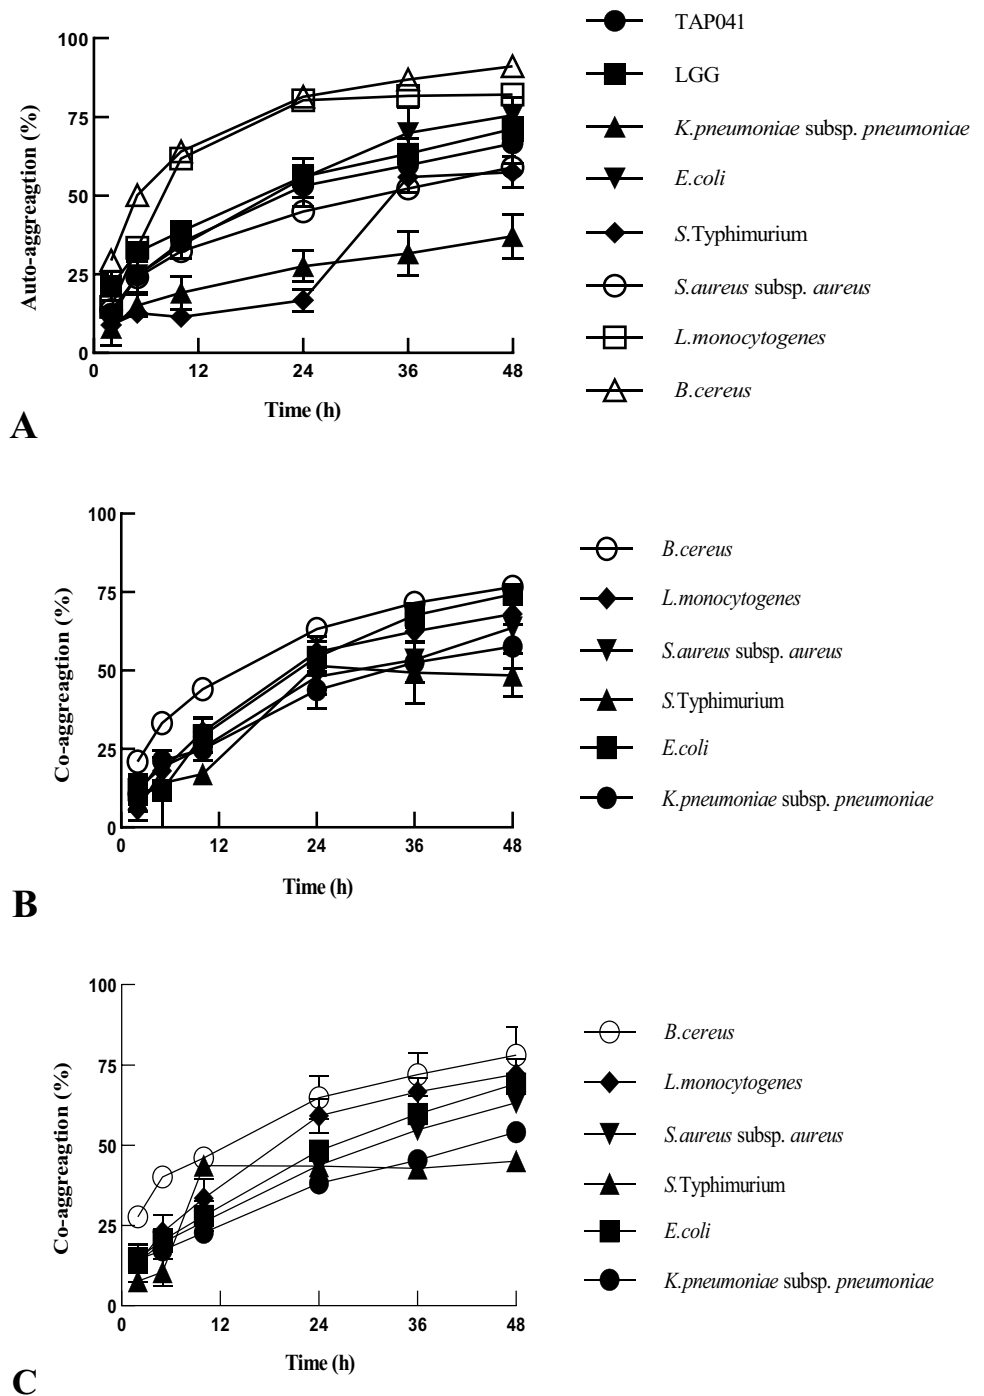 100
75
50
25
0
0 12 24 36 48
Auto-aggreagtion (%)
Time (h)
A
TAP041
LGG
K.pneumoniae subsp. pneumoniae
E.coli
S.Typhimurium
S.aureus subsp. aureus
L.monocytogenes
B.cereus
100
75
50
25
0
0 12 24 36 48
Co-aggreagtion (%)
Time (h)
B
B.cereus
L.monocytogenes
S.aureus subsp. aureus
S.Typhimurium
E.coli
K.pneumoniae subsp. pneumoniae
100
75
50
25
0
0 12 24 36 48
Co-aggreagtion (%)
Time (h)
C
B.cereus
L.monocytogenes
S.aureus subsp. aureus
S.Typhimurium
E.coli
K.pneumoniae subsp. pneumoniae